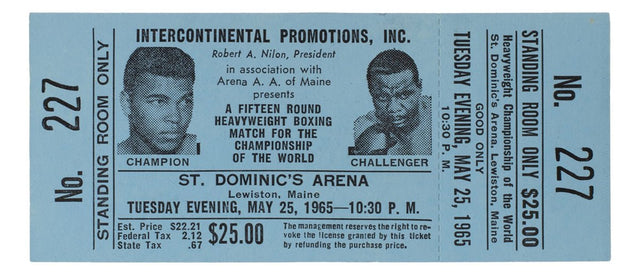 No. 227
STANDING ROOM ONLY
INTERCONTINENTAL PROMOTIONS, INC.
Robert A. Nilon, President
in association with
Arena A. A. of Maine
presents
A FIFTEEN ROUND
HEAVYWEIGHT BOXING
MATCH FOR THE
CHAMPIONSHIP
OF THE WORLD
CHAMPION
CHALLENGER
ST. DOMINIC'S ARENA
Lewiston, Maine
TUESDAY EVENING, MAY 25, 1965—10:30 P. M.
Est. Price $22.21
Federal Tax 2.12
State Tax .67
$25.00
The management reserves the right to re-
voke the license granted by this ticket
by refunding the purchase price.
STANDING ROOM ONLY $25.00
Heavyweight Championship of the World
St. Dominic's Arena, Lewiston, Maine
GOOD ONLY
TUESDAY EVENING, MAY 25, 1965
10:30 P. M.
No. 227